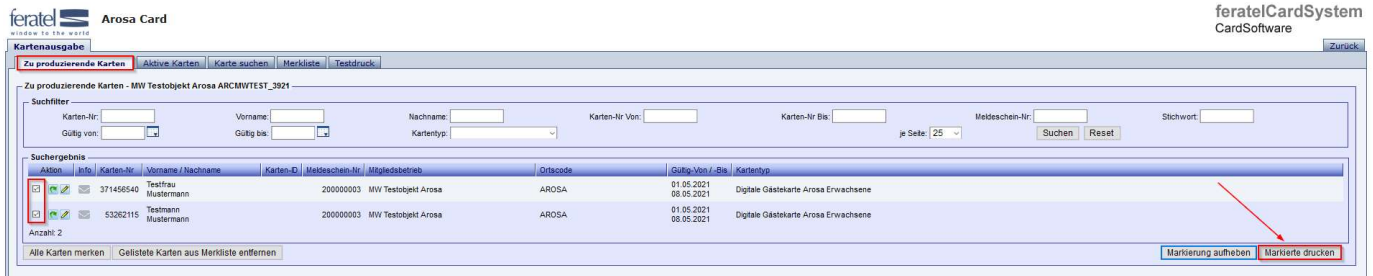 feratel Arosa Card feratelCardSystem
window to the world CardSoftware
Kartenausgabe Zurück
Zu produzierende Karten Aktive Karten Karte suchen Merkliste Testdruck
Zu produzierende Karten - MW Testobjekt Arosa ARCMWTEST_3921
Suchfilter
Karten-Nr: Vorname: Nachname: Karten-Nr Von: Karten-Nr Bis: Meldeschein-Nr: Stichwort:
Gültig von: Gültig bis: Kartentyp: je Seite: 25 Suchen Reset
Suchergebnis
Aktion Info Karten-Nr Vorname / Nachname Karten-ID Meldeschein-Nr Mitgliedsbetrieb Ortscode Gültig-Von / -Bis Kartentyp
371456540 Testfrau Mustermann 200000003 MW Testobjekt Arosa AROSA 01.05.2021 08.05.2021 Digitale Gästekarte Arosa Erwachsene
53262115 Testmann Mustermann 200000003 MW Testobjekt Arosa AROSA 01.05.2021 08.05.2021 Digitale Gästekarte Arosa Erwachsene
Anzahl: 2
Alle Karten merken Gelistete Karten aus Merkliste entfernen Markierung aufheben Markierte drucken